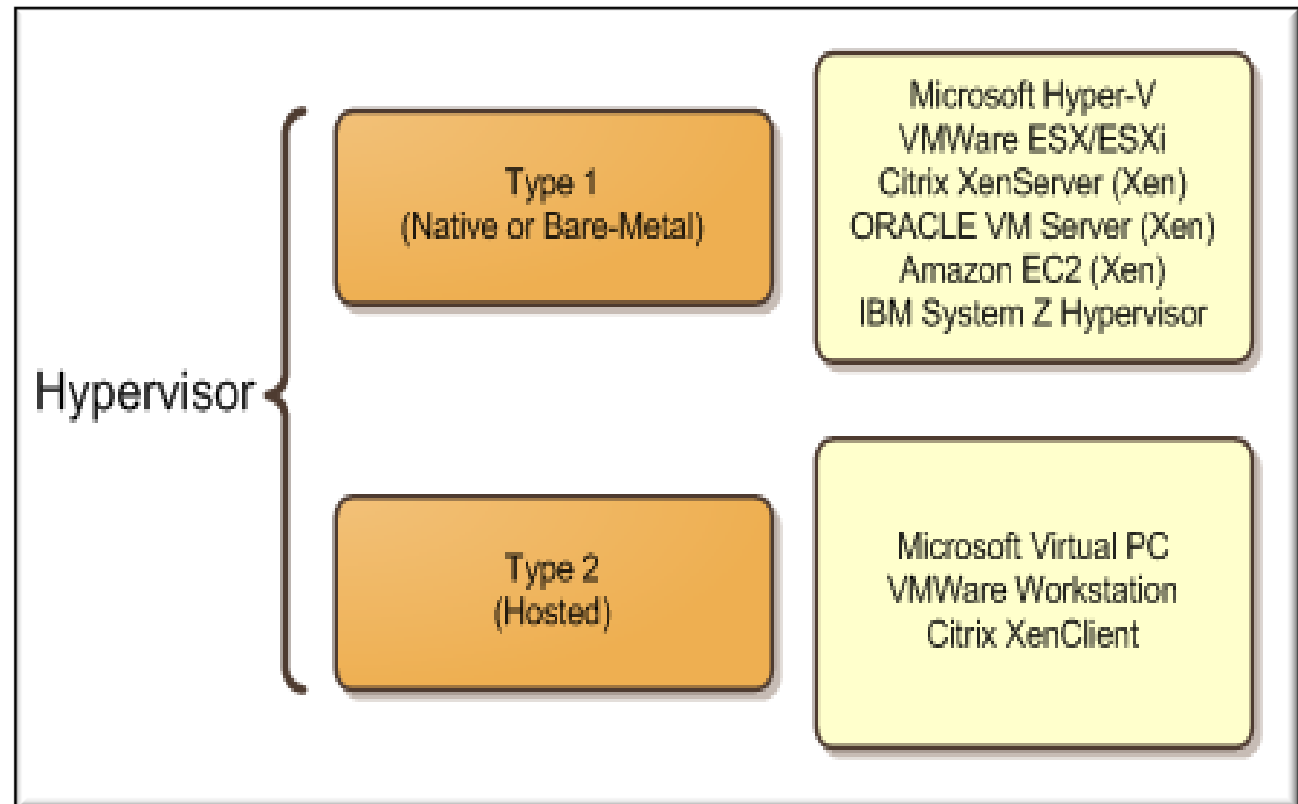 Hypervisor
Type 1
(Native or Bare-Metal)
Microsoft Hyper-V
VMWare ESX/ESXi
Citrix XenServer (Xen)
ORACLE VM Server (Xen)
Amazon EC2 (Xen)
IBM System Z Hypervisor
Type 2
(Hosted)
Microsoft Virtual PC
VMWare Workstation
Citrix XenClient